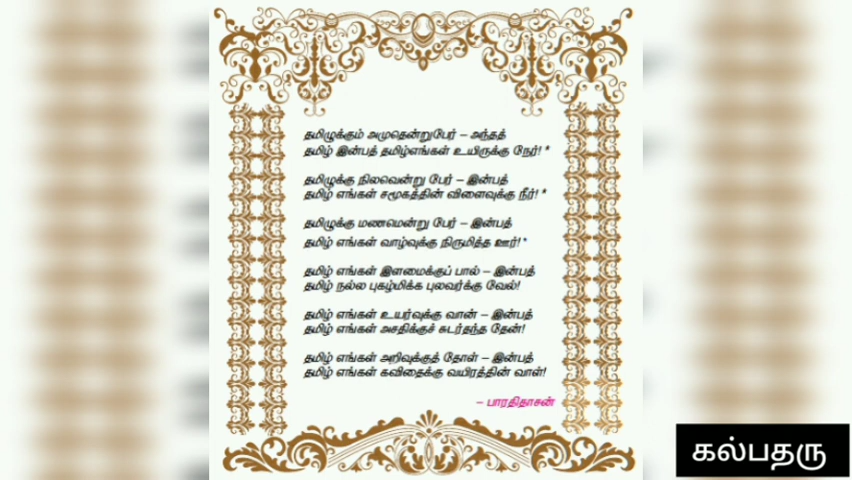 தமிழுக்கும் அமுதென்றுபேர் – அந்தத்
தமிழ் இன்பத் தமிழ்எங்கள் உயிருக்கு நேர்! *
தமிழுக்கு நிலவென்று பேர் – இன்பத்
தமிழ் எங்கள் சமூகத்தின் விளைவுக்கு நீர்! *
தமிழுக்கு மணமென்று பேர் – இன்பத்
தமிழ் எங்கள் வாழ்வுக்கு நிருமித்த ஊர்! *
தமிழ் எங்கள் இளமைக்குப் பால் – இன்பத்
தமிழ் நல்ல புகழ்மிக்க புலவர்க்கு வேல்!
தமிழ் எங்கள் உயர்வுக்கு வான் – இன்பத்
தமிழ் எங்கள் அசதிக்குச் சுடர்தந்த தேன்!
தமிழ் எங்கள் அறிவுக்குத் தோள் – இன்பத்
தமிழ் எங்கள் கவிதைக்கு வயிரத்தின் வாள்!
– பாரதிதாசன்
கல்பதரு